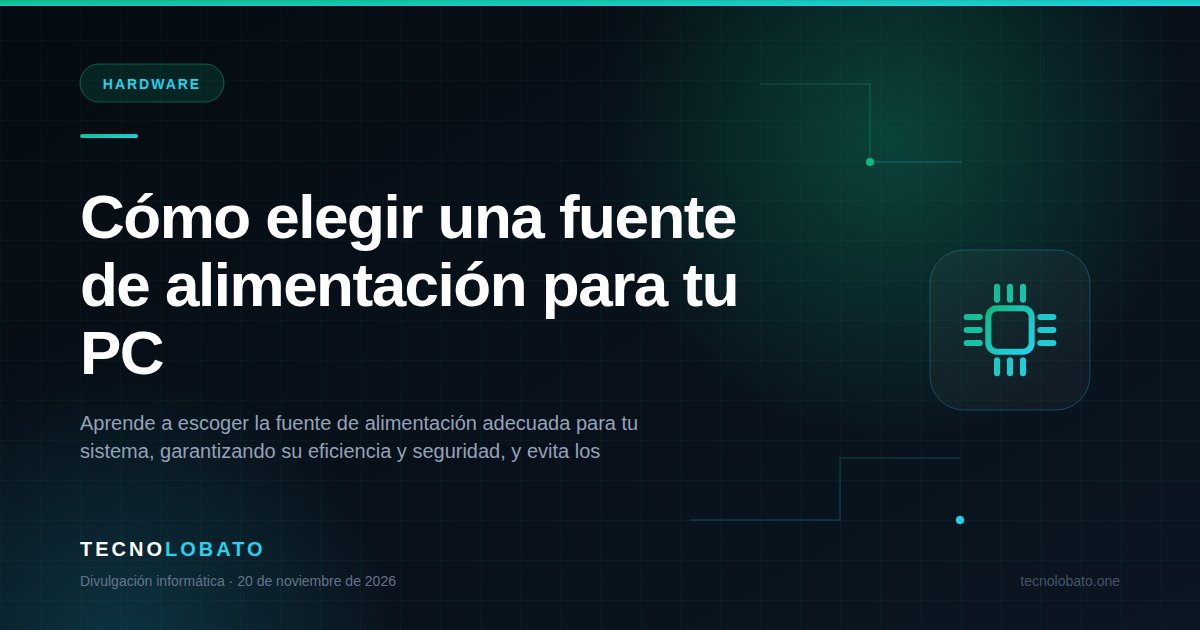 HARDWARE
Cómo elegir una fuente
de alimentación para tu
PC
Aprende a escoger la fuente de alimentación adecuada para tu
sistema, garantizando su eficiencia y seguridad, y evita los
TECNOLOBATO
Divulgación informática · 20 de noviembre de 2026
tecnolobato.one